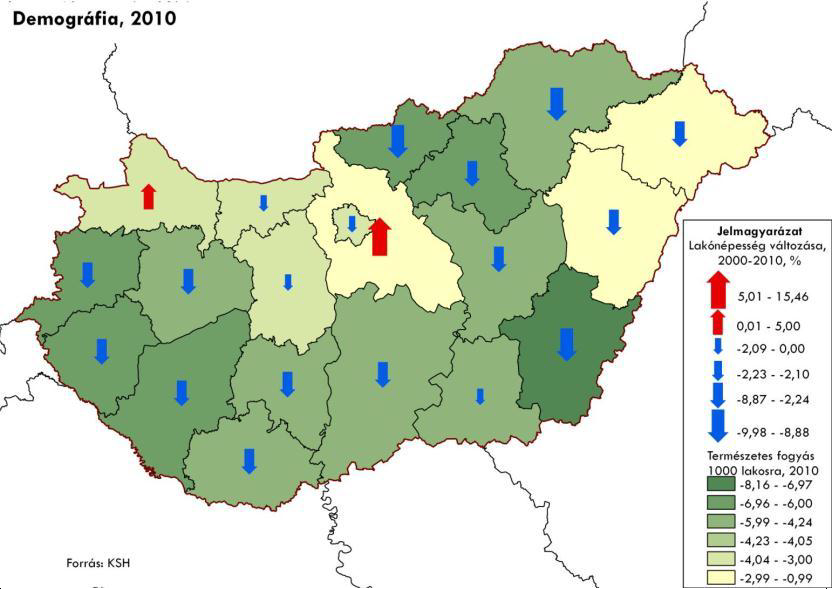 Demográfia, 2010
Jelmagyarázat
Lakónépesség változása,
2000-2010, %
5,01 - 15,46
0,01 - 5,00
-2,09 - 0,00
-2,23 - -2,10
-8,87 - -2,24
-9,98 - -8,88
Természetes fogyás
1000 lakosra, 2010
-8,16 - -6,97
-6,96 - -6,00
-5,99 - -4,24
-4,23 - -4,05
-4,04 - -3,00
-2,99 - -0,99
Forrás: KSH